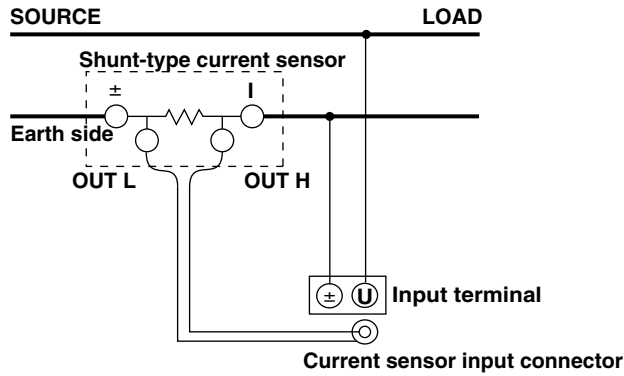 SOURCE LOAD
Shunt-type current sensor
± I
Earth side
OUT L OUT H
± U Input terminal
Current sensor input connector